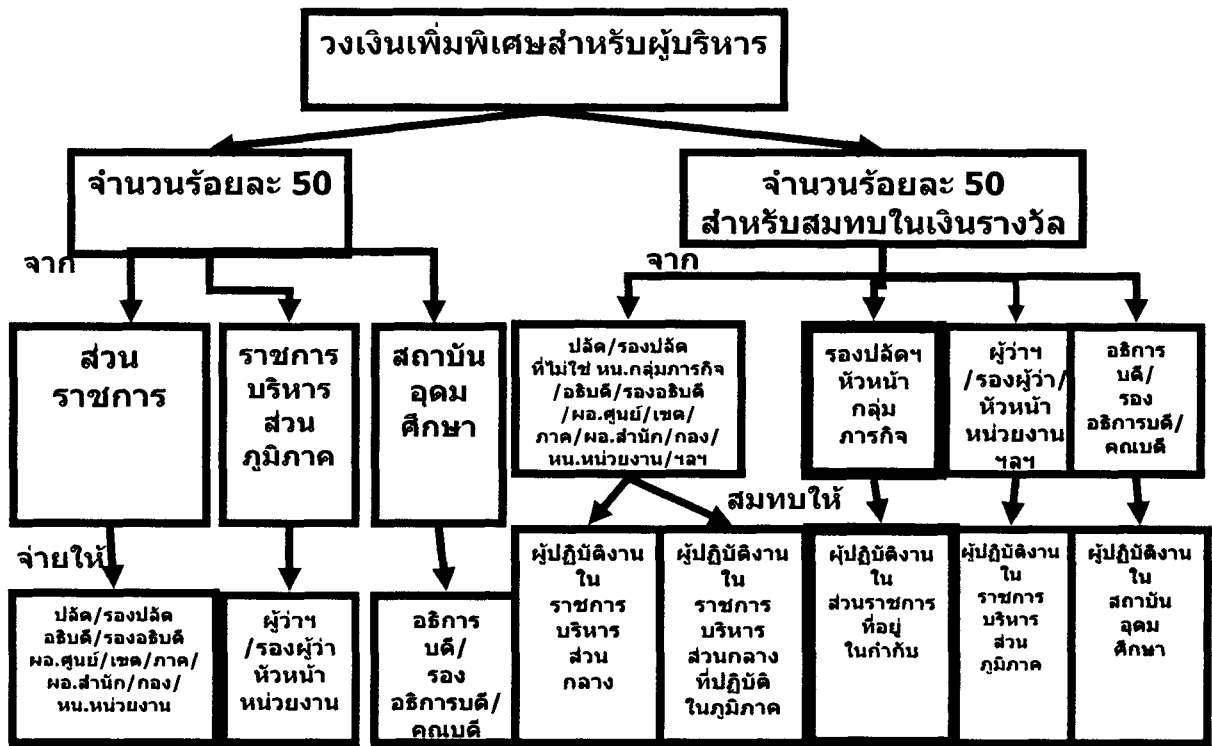 วงเงินเพิ่มพิเศษสำหรับผู้บริหาร
จำนวนร้อยละ 50
จำนวนร้อยละ 50
สำหรับสมทบในเงินรางวัล
จาก
จาก
ส่วน
ราชการ
ราชการ
บริหาร
ส่วน
ภูมิภาค
สถาบัน
อุดม
ศึกษา
ปลัด/รองปลัด
ที่ไม่ใช่ หน.กลุ่มภารกิจ
/อธิบดี/รองอธิบดี
/ผอ.ศูนย์/เขต/
ภาค/ผอ.สำนัก/กอง/
หน.หน่วยงาน/ฯลฯ
รองปลัดฯ
หัวหน้า
กลุ่ม
ภารกิจ
ผู้ว่าฯ
/รองผู้ว่า/
หัวหน้า
หน่วยงาน
ฯลฯ
อธิการ
บดี/
รอง
อธิการบดี/
คณบดี
จ่ายให้
สมทบให้
ปลัด/รองปลัด
อธิบดี/รองอธิบดี
ผอ.ศูนย์/เขต/ภาค/
ผอ.สำนัก/กอง/
หน.หน่วยงาน
ผู้ว่าฯ
/รองผู้ว่า
หัวหน้า
หน่วยงาน
อธิการ
บดี/
รอง
อธิการบดี/
คณบดี
ผู้ปฏิบัติงาน
ใน
ราชการ
บริหาร
ส่วน
กลาง
ผู้ปฏิบัติงาน
ใน
ราชการ
บริหาร
ส่วนกลาง
ที่ปฏิบัติ
ในภูมิภาค
ผู้ปฏิบัติงาน
ใน
ส่วนราชการ
ที่อยู่
ในกำกับ
ผู้ปฏิบัติงาน
ใน
ราชการ
บริหาร
ส่วน
ภูมิภาค
ผู้ปฏิบัติงาน
ใน
สถาบัน
อุดม
ศึกษา